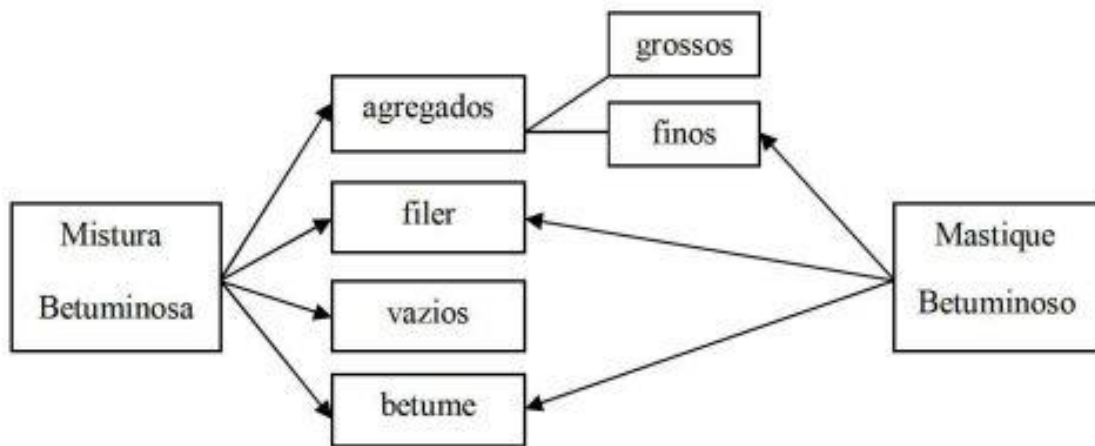 grossos
agregados
finos
filer
Mistura
Betuminosa
Mastique
Betuminoso
vazios
betume